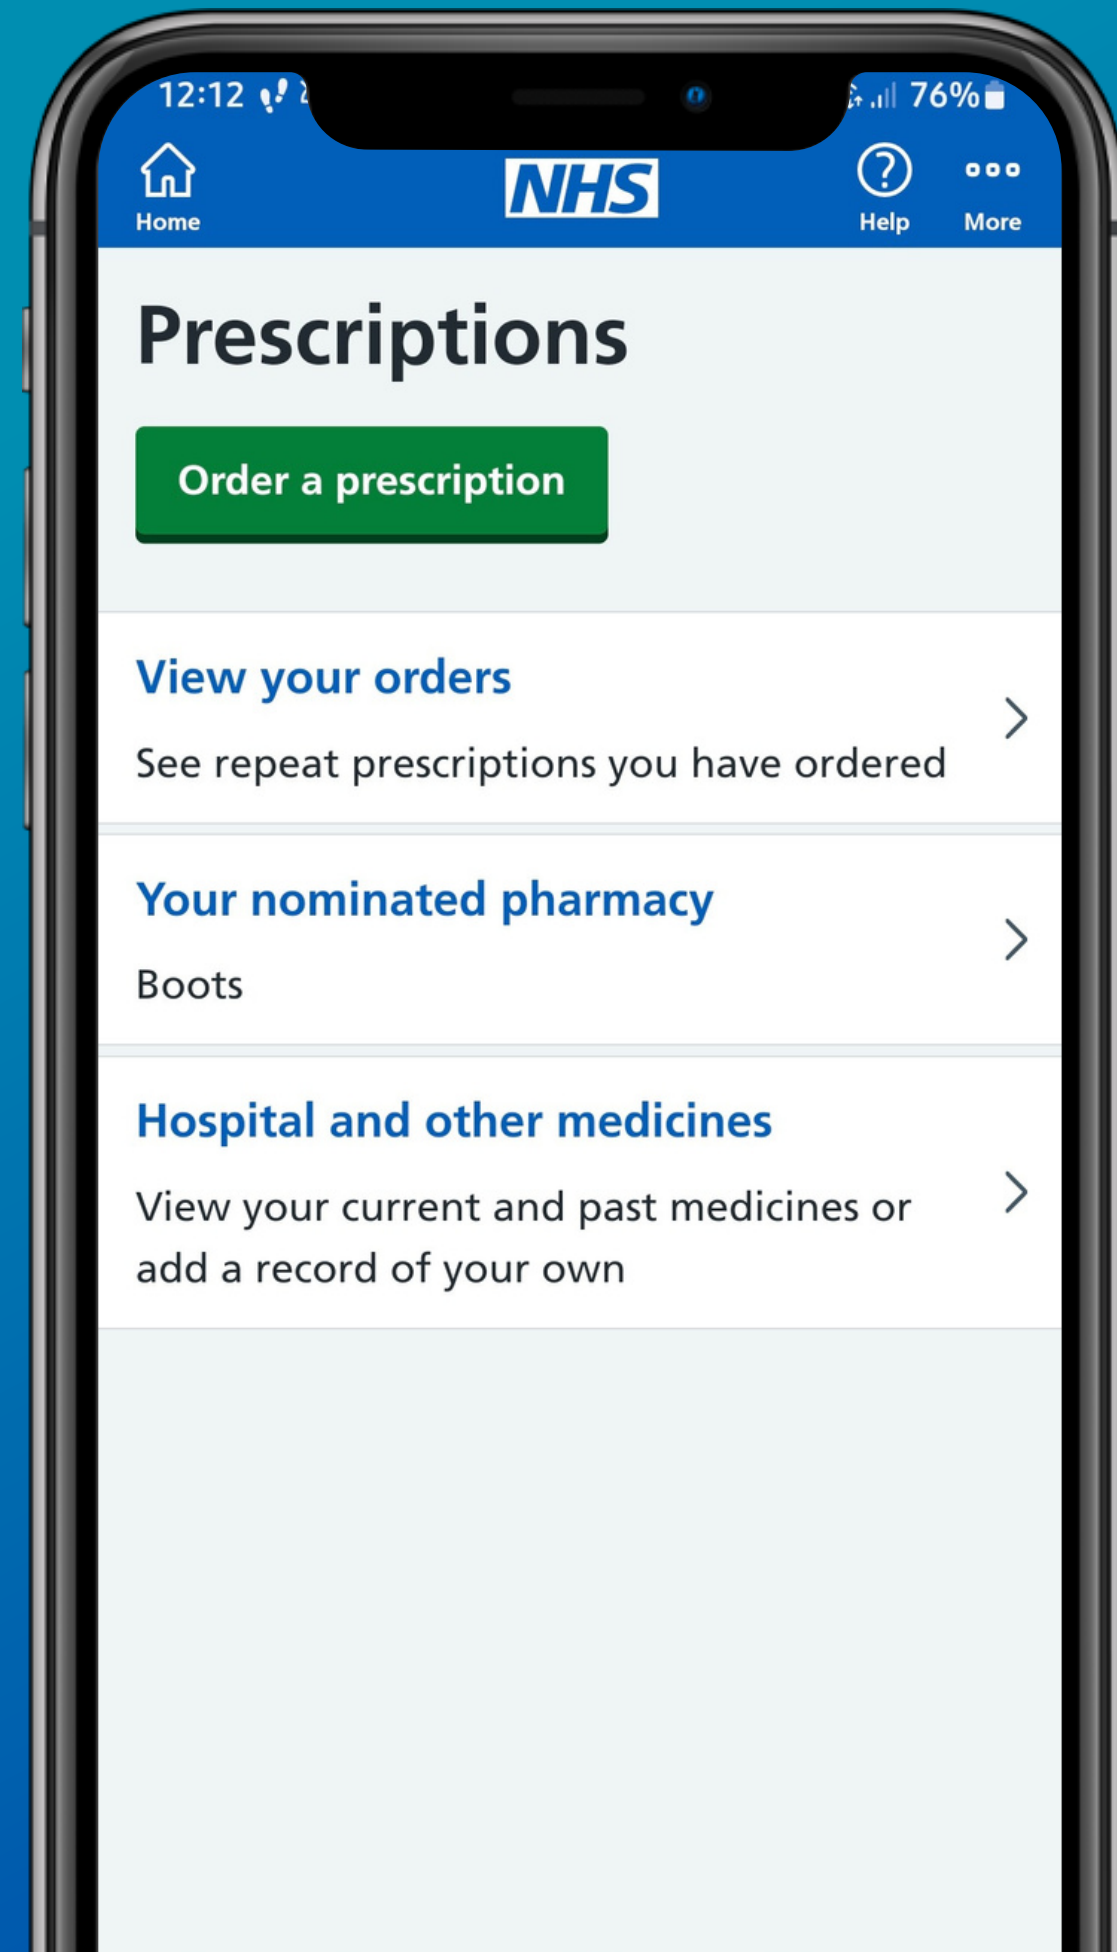 12:12
76%
Home
NHS
Help
More
Prescriptions
Order a prescription
View your orders
See repeat prescriptions you have ordered
Your nominated pharmacy
Boots
Hospital and other medicines
View your current and past medicines or
add a record of your own